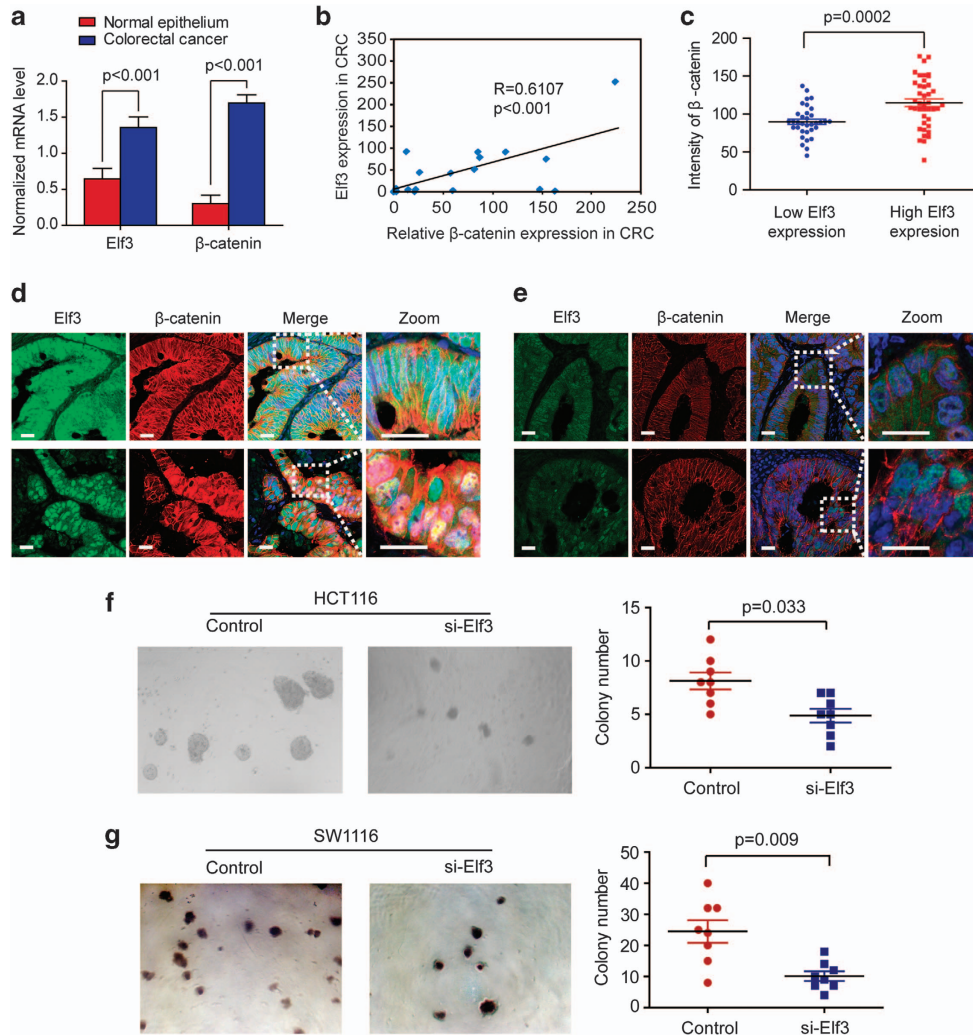 a
Normal epithelium
Colorectal cancer
p<0.001
p<0.001
Normalized mRNA level
2.0
1.5
1.0
0.5
0.0
Elf3
β-catenin
b
Elf3 expression in CRC
350
300
250
200
150
100
50
0
R=0.6107
p<0.001
0
50
100
150
200
250
Relative β-catenin expression in CRC
c
p=0.0002
Intensity of β -catenin
200
150
100
50
0
Low Elf3
expression
High Elf3
expresion
d
Elf3
β-catenin
Merge
Zoom
e
Elf3
β-catenin
Merge
Zoom
f
HCT116
Control
si-Elf3
p=0.033
Colony number
15
10
5
0
Control
si-Elf3
g
SW1116
Control
si-Elf3
p=0.009
Colony number
50
40
30
20
10
0
Control
si-Elf3